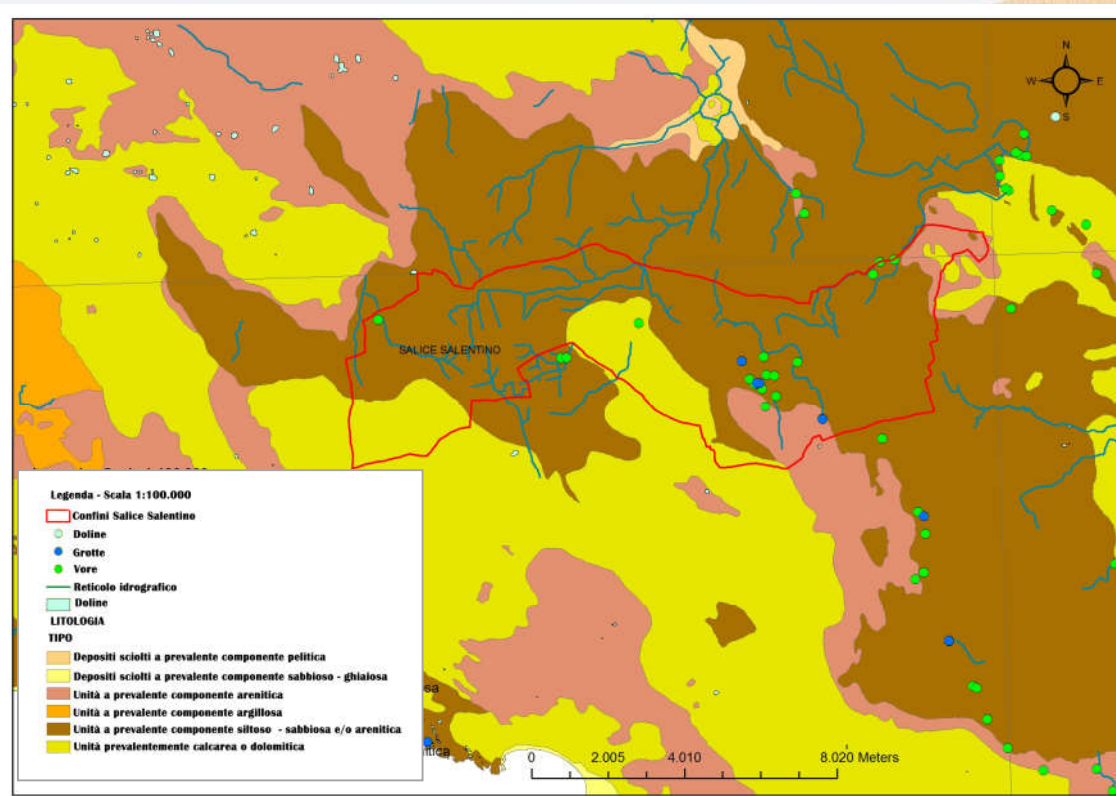 N
W E
S
SALICE SALENTINO
Legenda - Scala 1:100.000
Confini Salice Salentino
Doline
Grotte
Vore
Reticolo idrografico
Doline
LITOLOGIA
TIPO
Depositi sciolti a prevalente componente pelitica
Depositi sciolti a prevalente componente sabbioso - ghiaiosa
Unità a prevalente componente arenitica
Unità a prevalente componente argillosa
Unità a prevalente componente siltoso - sabbiosa e/o arenitica
Unità prevalentemente calcarea o dolomitica
0 2.005 4.010 8.020 Meters